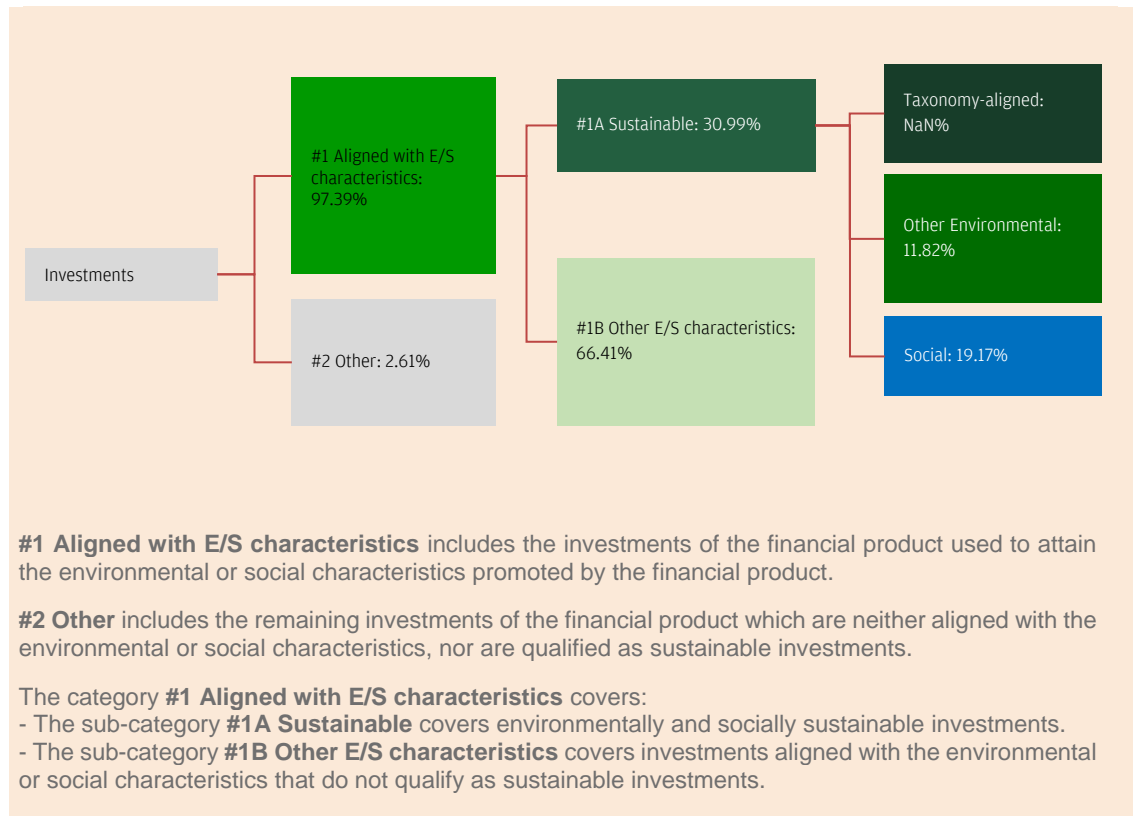 Investments
#1 Aligned with E/S
characteristics:
97.39%
#2 Other: 2.61%
#1A Sustainable: 30.99%
#1B Other E/S characteristics:
66.41%
Taxonomy-aligned:
NaN%
Other Environmental:
11.82%
Social: 19.17%
#1 Aligned with E/S characteristics includes the investments of the financial product used to attain
the environmental or social characteristics promoted by the financial product.
#2 Other includes the remaining investments of the financial product which are neither aligned with the
environmental or social characteristics, nor are qualified as sustainable investments.
The category #1 Aligned with E/S characteristics covers:
- The sub-category #1A Sustainable covers environmentally and socially sustainable investments.
- The sub-category #1B Other E/S characteristics covers investments aligned with the environmental
or social characteristics that do not qualify as sustainable investments.